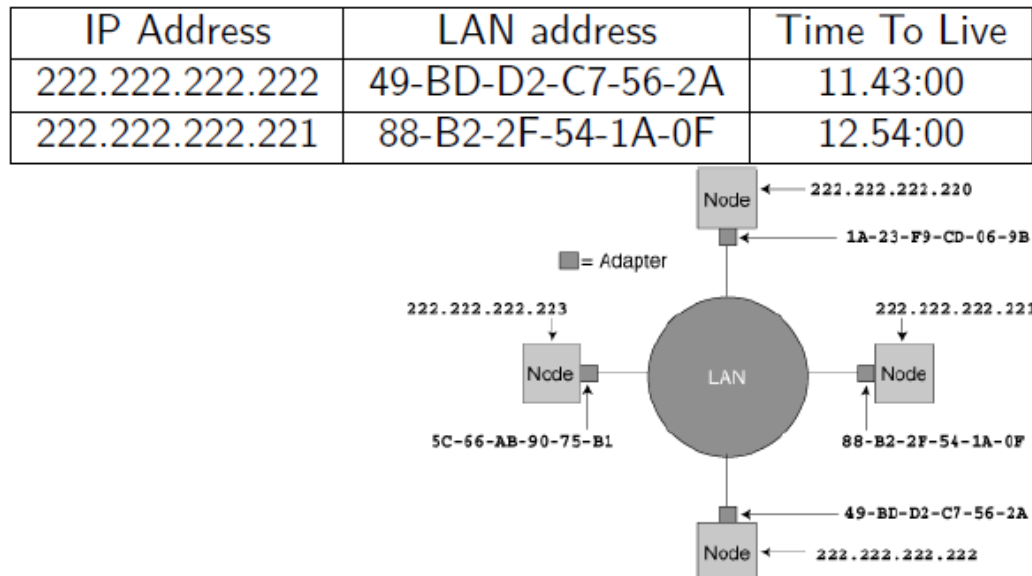 IP Address LAN address Time To Live
222.222.222.222 49-BD-D2-C7-56-2A 11.43:00
222.222.222.221 88-B2-2F-54-1A-0F 12.54:00
Node 222.222.222.220
1A-23-F9-CD-06-9B
= Adapter
222.222.222.223 222.222.222.221
Node LAN Node
5C-66-AB-90-75-B1 88-B2-2F-54-1A-0F
49-BD-D2-C7-56-2A
Node 222.222.222.222